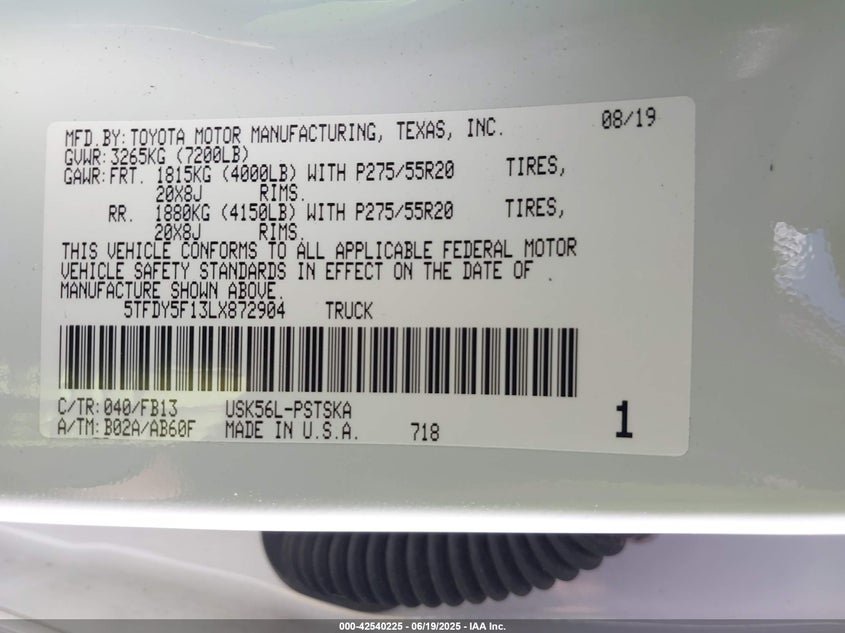 08/19
MFD.BY:TOYOTA MOTOR MANUFACTURING, TEXAS, INC.
GVWR:3265KG (7200LB)
GAWR:FRT. 1815KG (4000LB) WITH P275/55R20 TIRES,
20X8J RIMS.
RR. 1880KG (4150LB) WITH P275/55R20 TIRES,
20X8J RIMS.
THIS VEHICLE CONFORMS TO ALL APPLICABLE FEDERAL MOTOR
VEHICLE SAFETY STANDARDS IN EFFECT ON THE DATE OF
MANUFACTURE SHOWN ABOVE.
5TFDY5F13LX872904 TRUCK
C/TR:040/FB13 USK56L-PSTSKA
A/TM:B02A/AB60F MADE IN U.S.A. 718 1
000-42540225 - 06/19/2025 - IAA Inc.